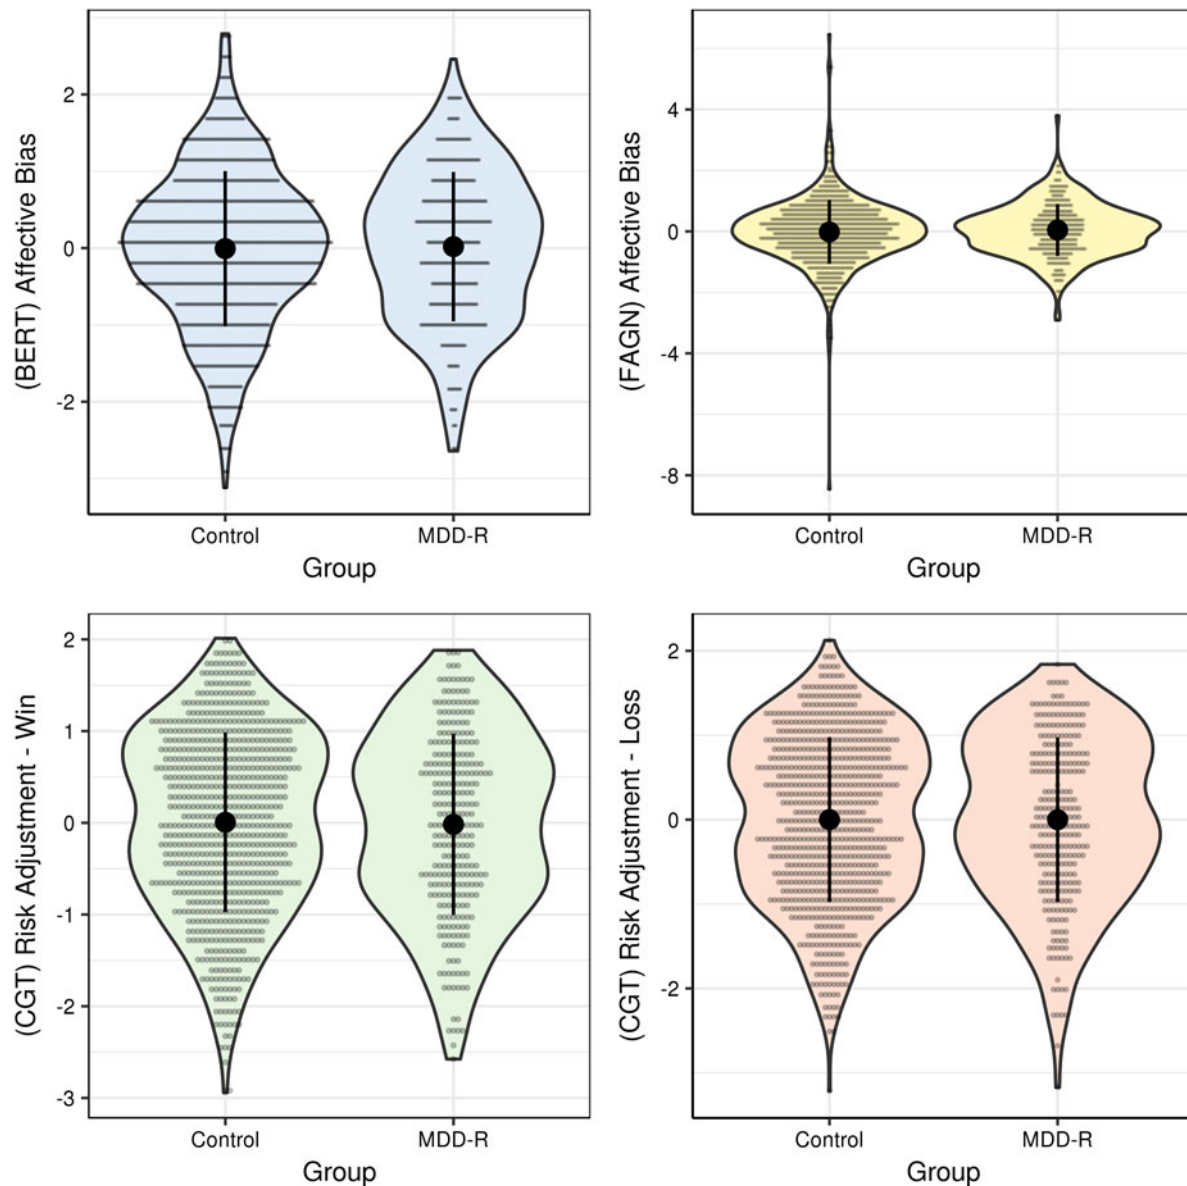 (BERT) Affective Bias
2
0
-2
Control MDD-R
Group
(FAGN) Affective Bias
4
0
-4
-8
Control MDD-R
Group
(CGT) Risk Adjustment - Win
2
1
0
-1
-2
-3
Control MDD-R
Group
(CGT) Risk Adjustment - Loss
2
0
-2
Control MDD-R
Group